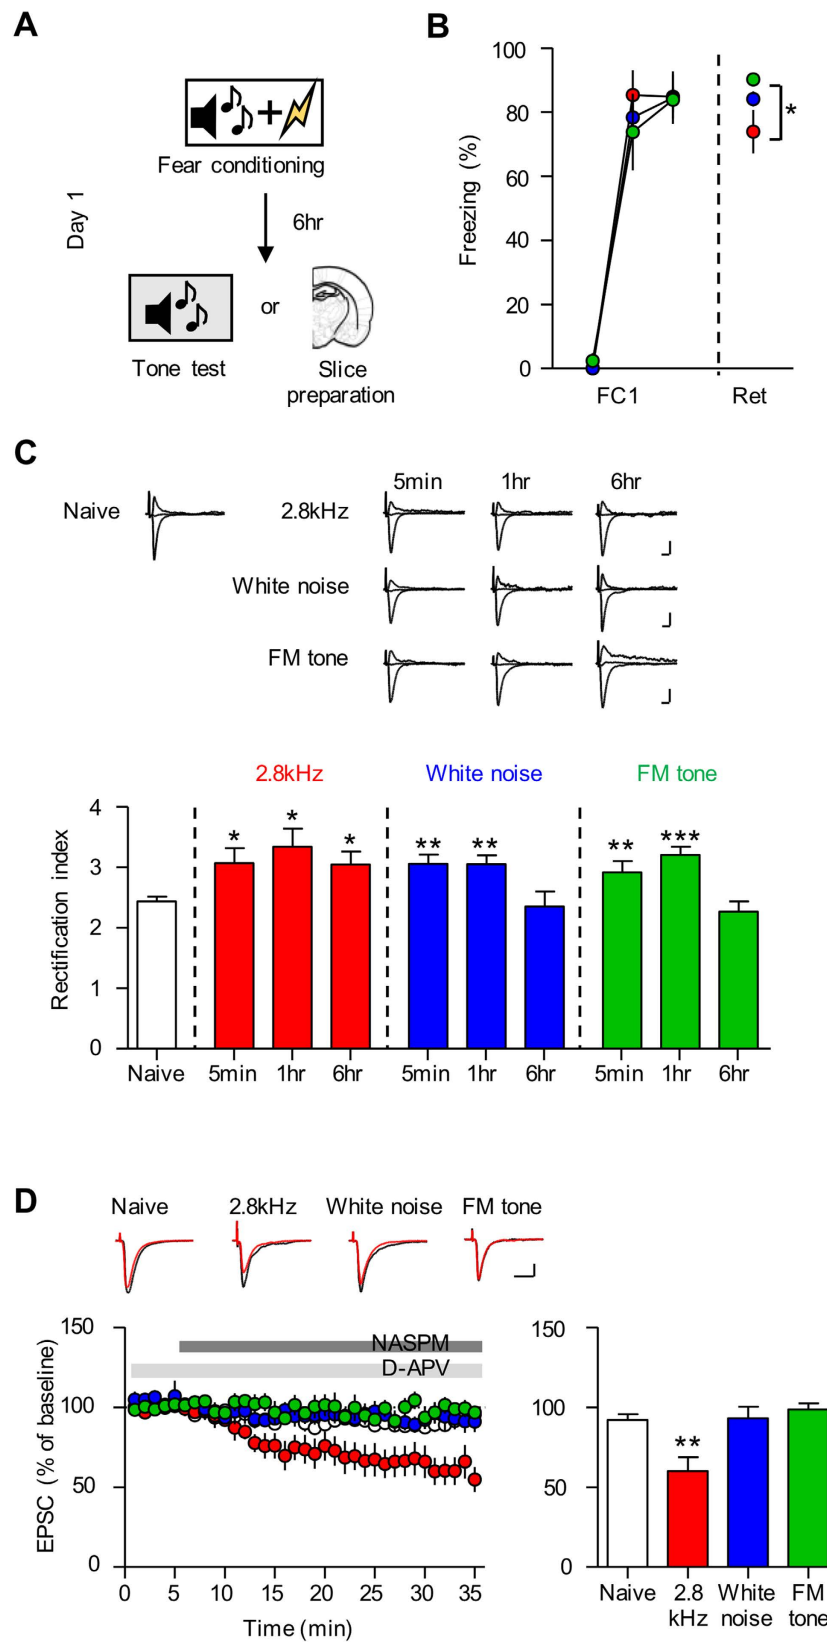 A
Fear conditioning
Day 1
6hr
or
Tone test
Slice
preparation
B
Freezing (%)
100
80
60
40
20
0
*
FC1
Ret
C
5min
1hr
6hr
Naive
2.8kHz
White noise
FM tone
2.8kHz
White noise
FM tone
Rectification index
4
3
2
1
0
*
*
*
**
**
**
***
Naive
5min
1hr
6hr
5min
1hr
6hr
5min
1hr
6hr
D
Naive
2.8kHz
White noise
FM tone
EPSC (% of baseline)
150
100
50
0
NASPM
D-APV
0
5
10
15
20
25
30
35
Time (min)
150
100
50
0
**
Naive
2.8
kHz
White
noise
FM
tone